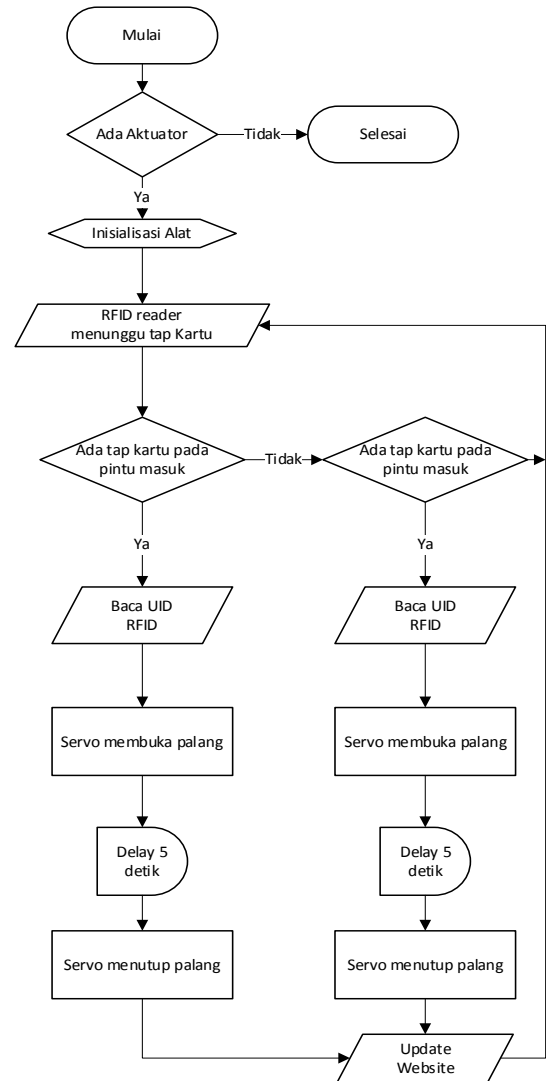 Mulai
Ada Aktuator
Tidak
Selesai
Ya
Inisialisasi Alat
RFID reader
menunggu tap Kartu
Ada tap kartu pada
pintu masuk
Tidak
Ada tap kartu pada
pintu masuk
Ya
Ya
Baca UID
RFID
Baca UID
RFID
Servo membuka palang
Servo membuka palang
Delay 5
detik
Delay 5
detik
Servo menutup palang
Servo menutup palang
Update
Website